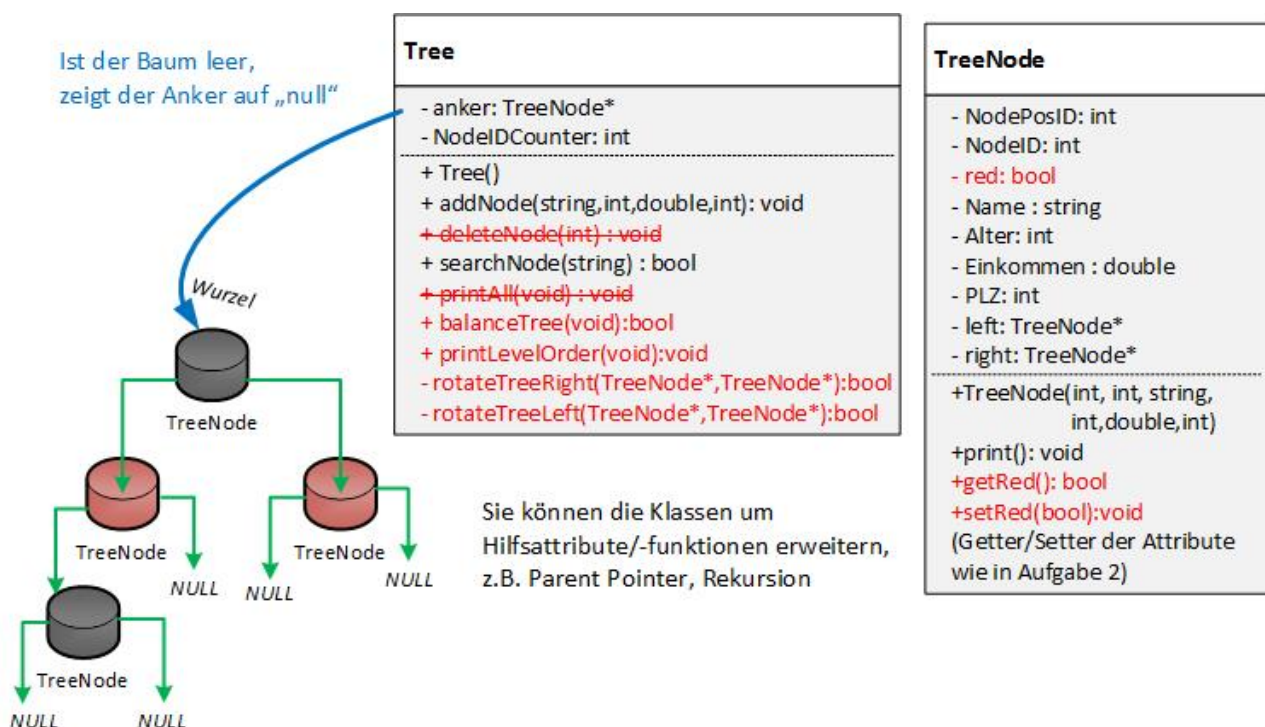 Ist der Baum leer,
zeigt der Anker auf „null“
Wurzel
TreeNode
TreeNode
TreeNode
NULL
NULL
NULL
TreeNode
NULL
NULL
Tree
- anker: TreeNode*
- NodeIDCounter: int
+ Tree()
+ addNode(string,int,double,int): void
+ deleteNode(int) : void
+ searchNode(string) : bool
+ printAll(void) : void
+ balanceTree(void):bool
+ printLevelOrder(void):void
- rotateTreeRight(TreeNode*,TreeNode*):bool
- rotateTreeLeft(TreeNode*,TreeNode*):bool
Sie können die Klassen um
Hilfsattribute/-funktionen erweitern,
z.B. Parent Pointer, Rekursion
TreeNode
- NodePosID: int
- NodeID: int
- red: bool
- Name : string
- Alter: int
- Einkommen : double
- PLZ: int
- left: TreeNode*
- right: TreeNode*
+TreeNode(int, int, string,
int,double,int)
+print(): void
+getRed(): bool
+setRed(bool):void
(Getter/Setter der Attribute
wie in Aufgabe 2)